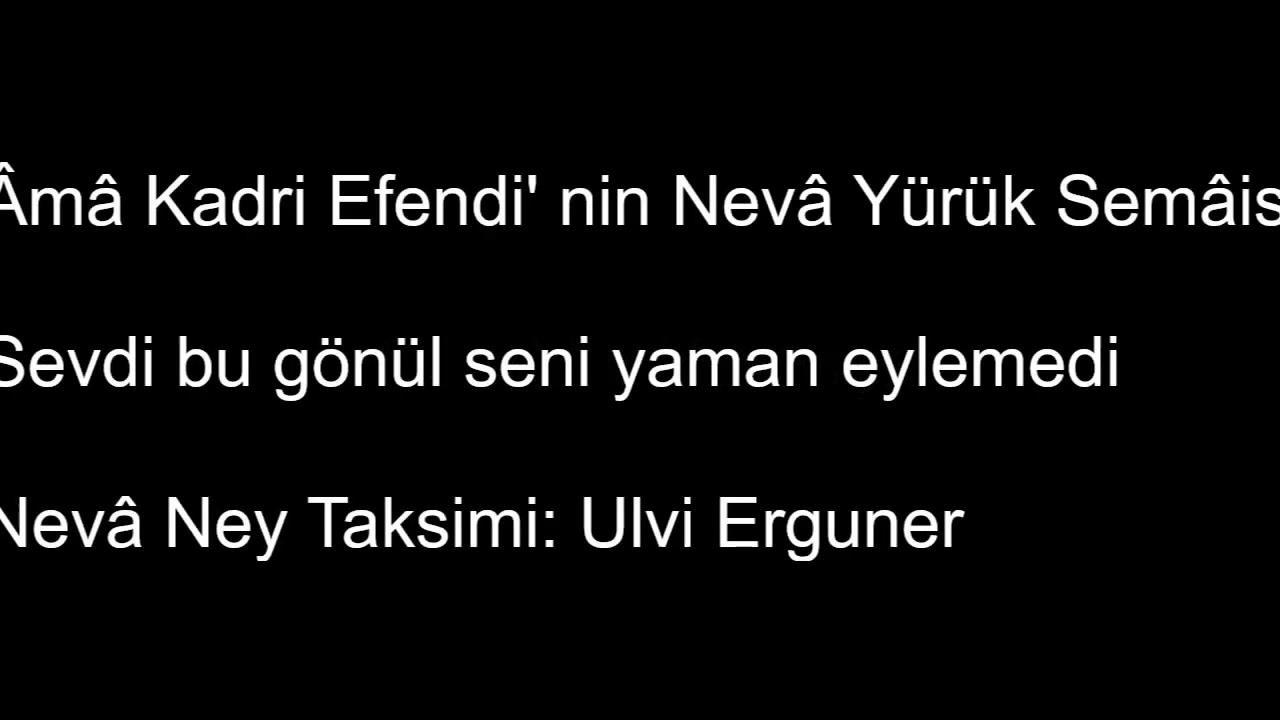 Âmâ Kadri Efendi' nin Nevâ Yürük Semâis
Sevdi bu gönül seni yaman eylemedi
Nevâ Ney Taksimi: Ulvi Erguner